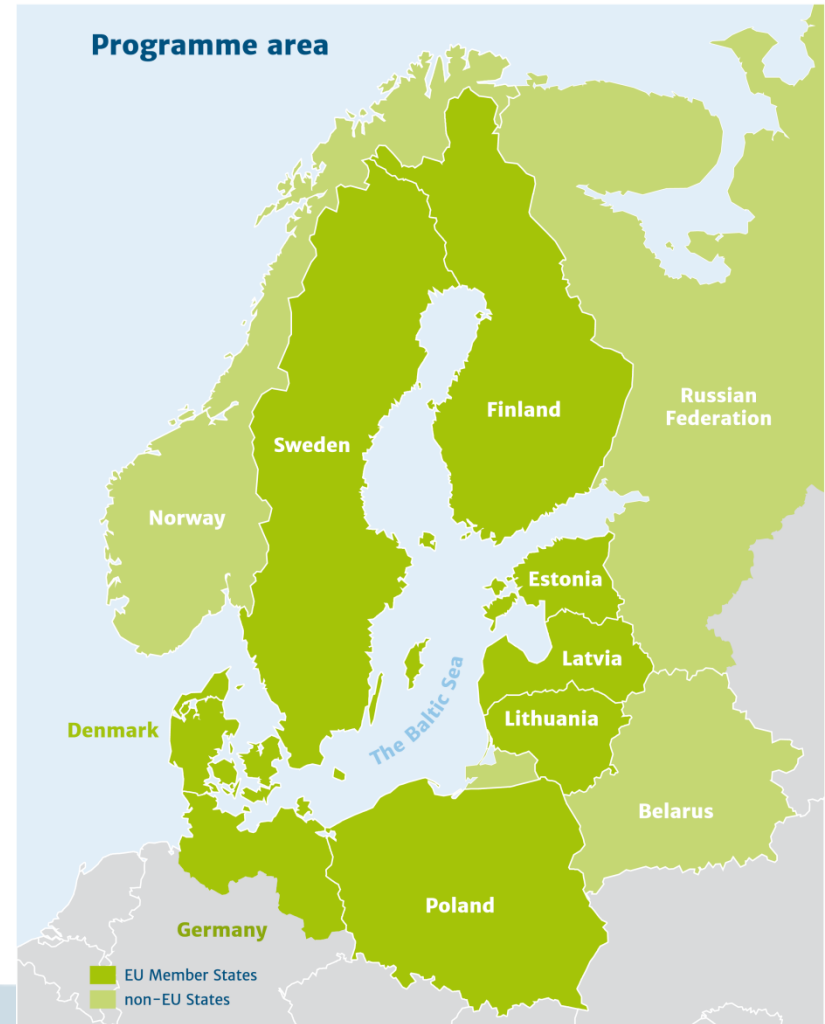 Programme area
Finland
Russian
Federation
Sweden
Norway
Estonia
Latvia
The Baltic Sea
Lithuania
Denmark
Belarus
Poland
Germany
EU Member States
non-EU States